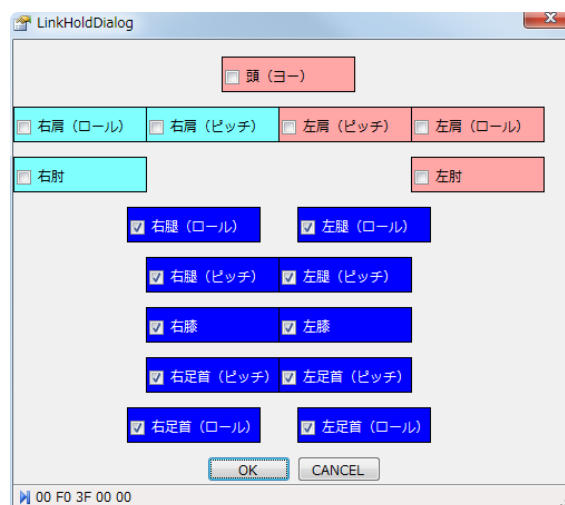 LinkHoldDialog
頭（ヨー）
右肩（ロール） 右肩（ピッチ） 左肩（ピッチ） 左肩（ロール）
右肘 左肘
右腿（ロール） 左腿（ロール）
右腿（ピッチ） 左腿（ピッチ）
右膝 左膝
右足首（ピッチ） 左足首（ピッチ）
右足首（ロール） 左足首（ロール）
OK CANCEL
00 F0 3F 00 00